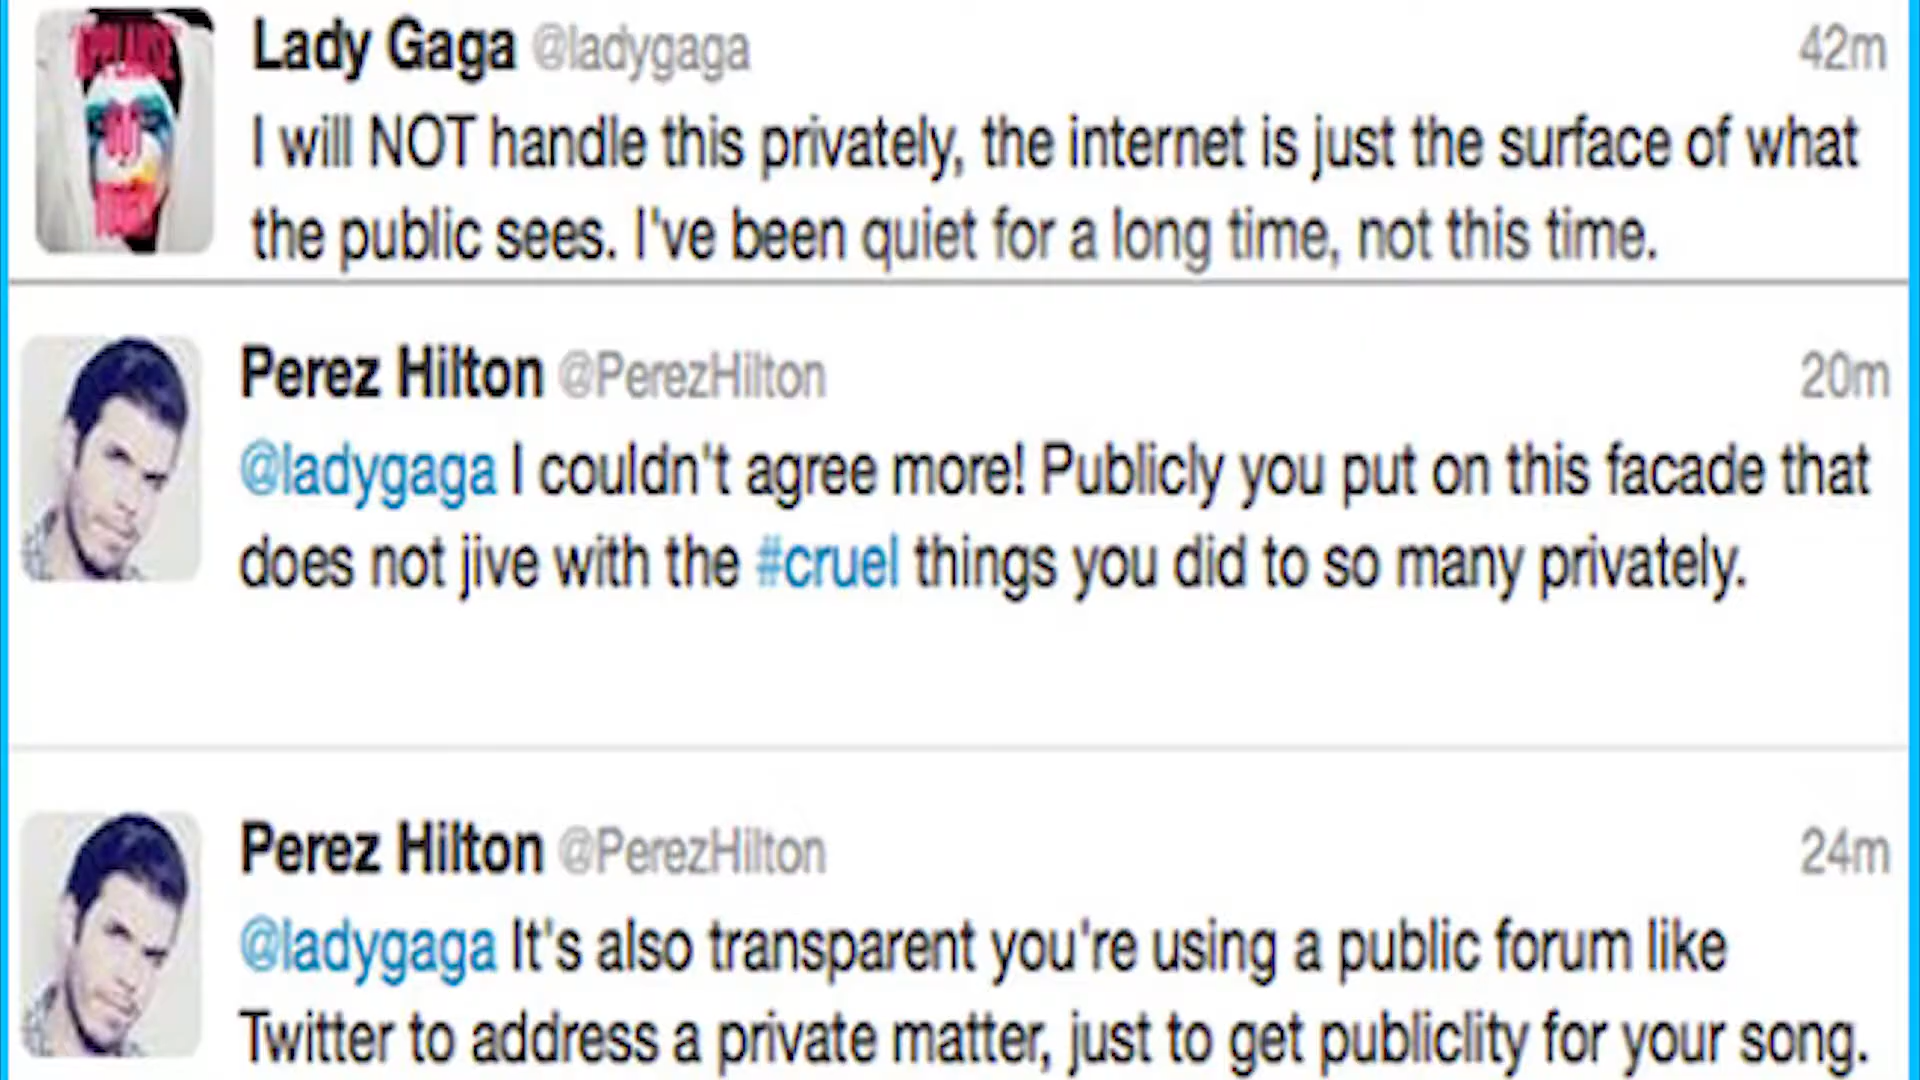 Lady Gaga @ladygaga 42m
I will NOT handle this privately, the internet is just the surface of what
the public sees. I've been quiet for a long time, not this time.
Perez Hilton @PerezHilton 20m
@ladygaga I couldn't agree more! Publicly you put on this facade that
does not jive with the #cruel things you did to so many privately.
Perez Hilton @PerezHilton 24m
@ladygaga It's also transparent you're using a public forum like
Twitter to address a private matter, just to get publiclity for your song.